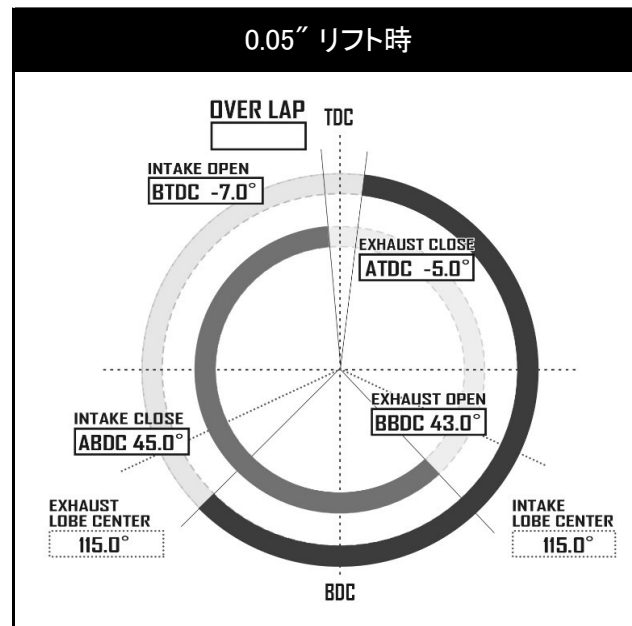 0.05″ リフト時
OVER LAP
TDC
INTAKE OPEN
BTDC -7.0°
EXHAUST CLOSE
ATDC -5.0°
EXHAUST OPEN
BBDC 43.0°
INTAKE CLOSE
ABDC 45.0°
EXHAUST
LOBE CENTER
115.0°
INTAKE
LOBE CENTER
115.0°
BDC